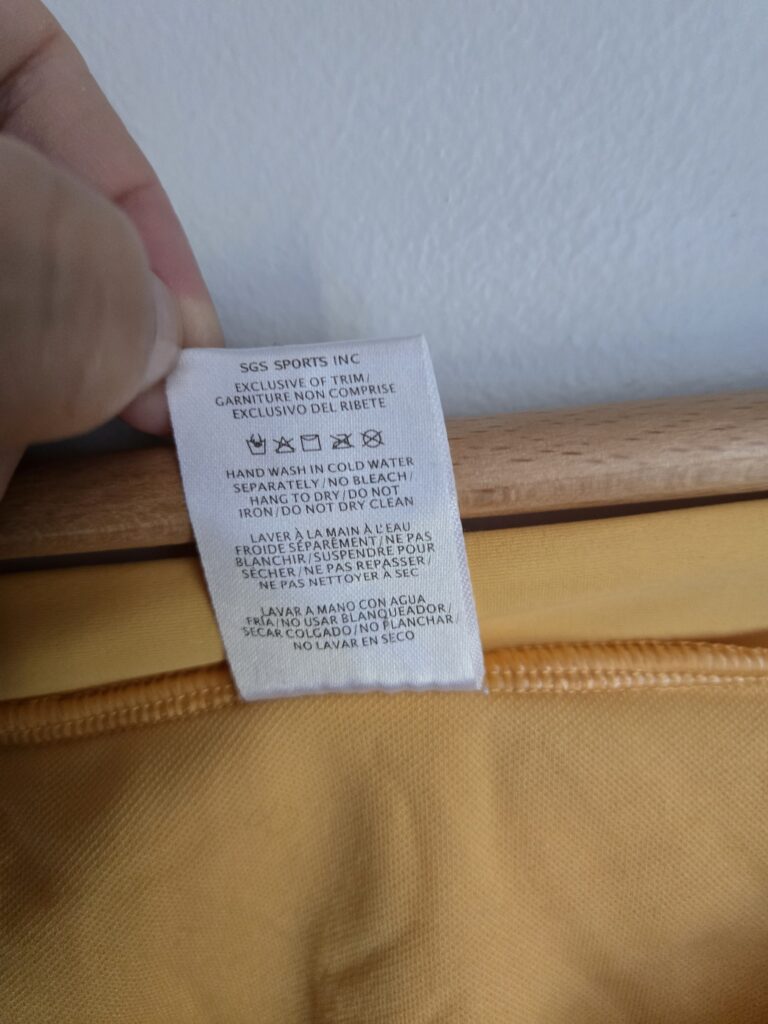 SGS SPORTS INC
EXCLUSIVE OF TRIM/
GARNITURE NON COMPRISE
EXCLUSIVO DEL RIBETE
HAND WASH IN COLD WATER
SEPARATELY/NO BLEACH/
HANG TO DRY/DO NOT
IRON/DO NOT DRY CLEAN
LAVER À LA MAIN À L'EAU
FROIDE SÉPARÉMENT/NE PAS
BLANCHIR/SUSPENDRE POUR
SÉCHER/NE PAS REPASSER/
NE PAS NETTOYER A SEC
LAVAR A MANO CON AGUA
FRÍA/NO USAR BLANQUEADOR/
SECAR COLGADO/NO PLANCHAR/
NO LAVAR EN SECO